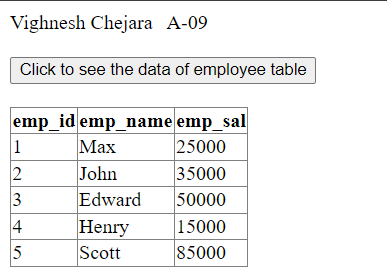 Vighnesh Chejara A-09
Click to see the data of employee table
emp_id emp_name emp_sal
1 Max 25000
2 John 35000
3 Edward 50000
4 Henry 15000
5 Scott 85000